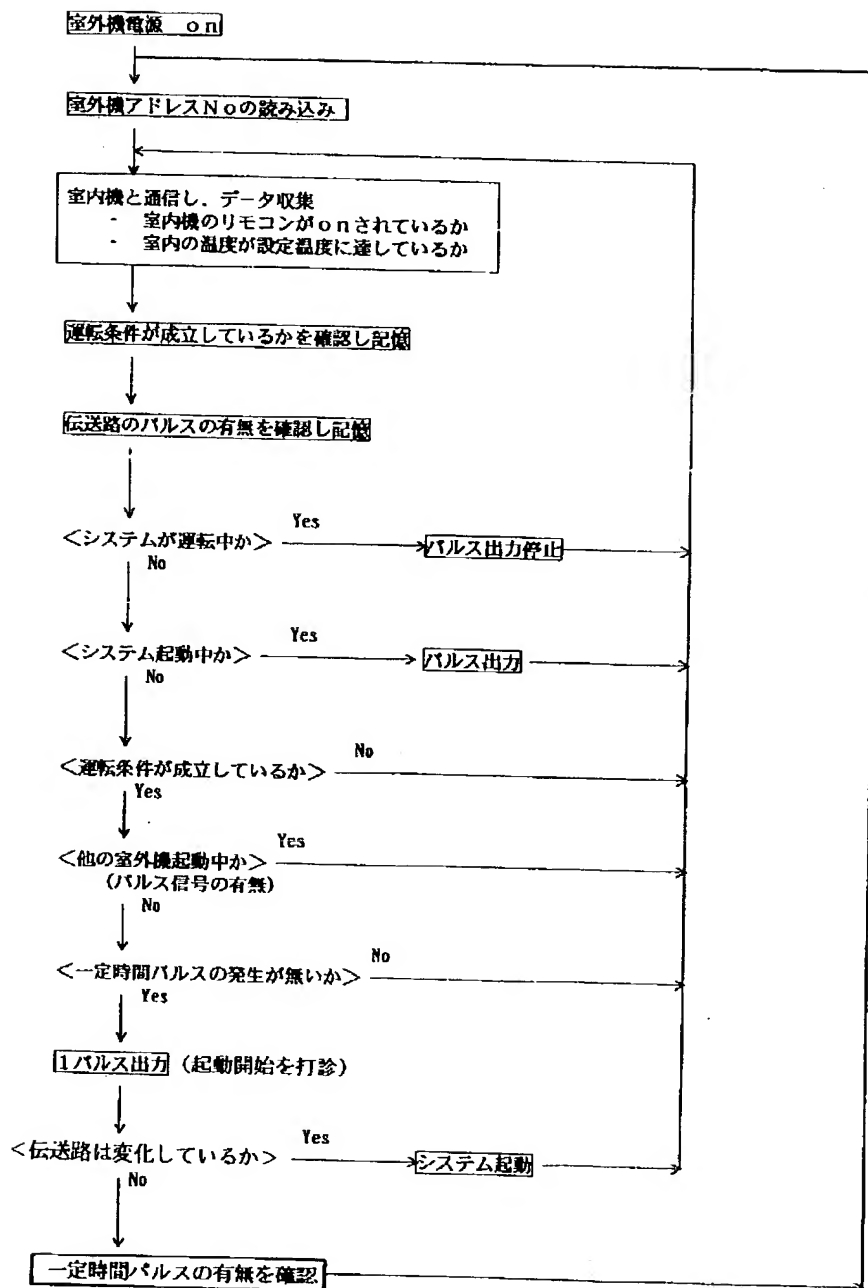 室外機電源 on
室外機アドレスNoの読み込み
室内機と通信し、データ収集
- 室内機のリモコンがonされているか
- 室内の温度が設定温度に達しているか
運転条件が成立しているかを確認し記憶
伝送路のパルスの有無を確認し記憶
<システムが運転中か> Yes パルス出力停止
No
<システム起動中か> Yes パルス出力
No
<運転条件が成立しているか> No
Yes
<他の室外機起動中か> Yes
(パルス信号の有無)
No
<一定時間パルスの発生が無いか> No
Yes
1パルス出力 (起動開始を打診)
<伝送路は変化しているか> Yes システム起動
No
一定時間パルスの有無を確認